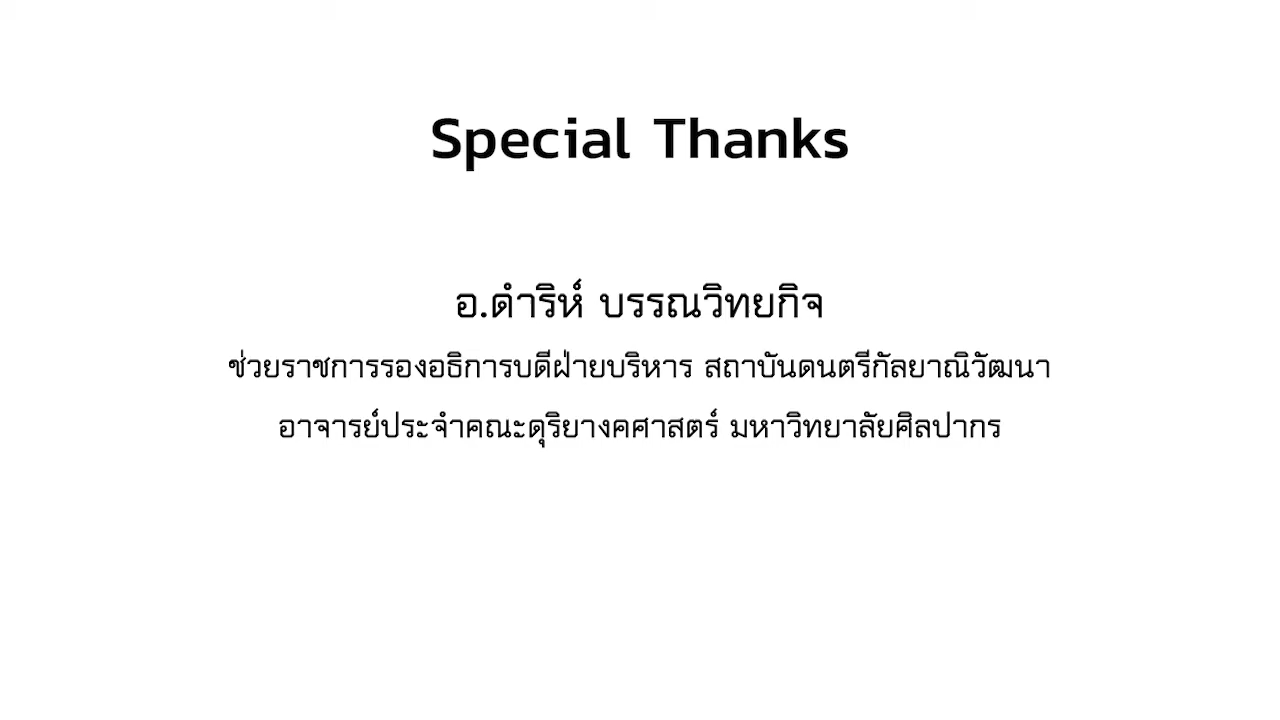 Special Thanks
อ.ดำริห์ บรรณวิทยกิจ
ช่วยราชการรองอธิการบดีฝ่ายบริหาร สถาบันดนตรีกัลยาณิวัฒนา
อาจารย์ประจำคณะดุริยางคศาสตร์ มหาวิทยาลัยศิลปากร